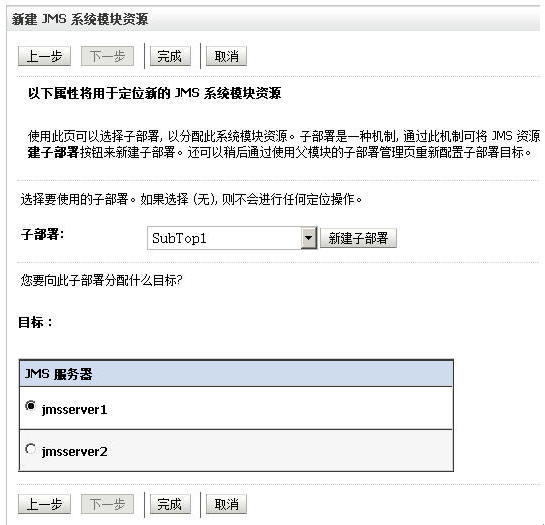 新建 JMS 系统模块资源
上一步 下一步 完成 取消
以下属性将用于定位新的 JMS 系统模块资源
使用此页可以选择子部署, 以分配此系统模块资源。子部署是一种机制, 通过此机制可将 JMS 资源
建子部署按钮来新建子部署。还可以稍后通过使用父模块的子部署管理页重新配置子部署目标。
选择要使用的子部署。如果选择 (无), 则不会进行任何定位操作。
子部署: SubTop1 新建子部署
您要向此子部署分配什么目标?
目标 :
JMS 服务器
jmsserver1
jmsserver2
上一步 下一步 完成 取消